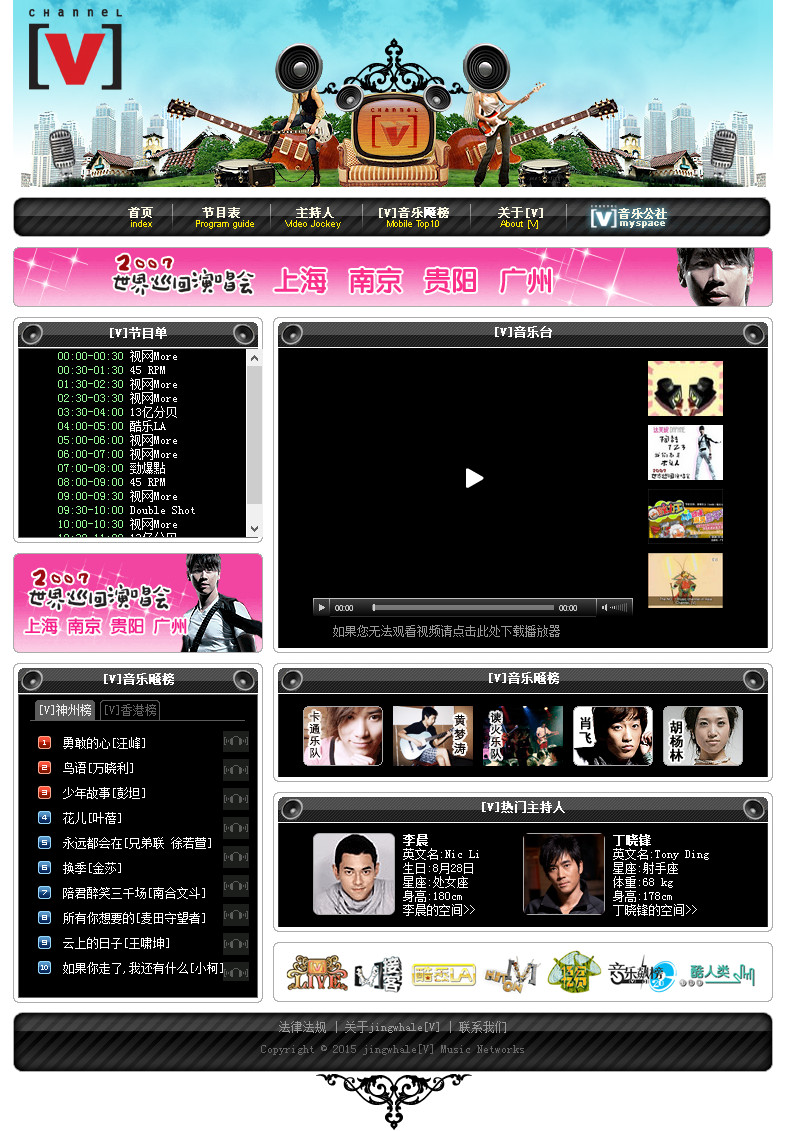 CHANNEL
[V]
CHANNEL
[V]
首页 节目表 主持人 [V]音乐飚榜 关于[V] [V]音乐公社
index Program guide Video Jockey Mobile Top10 About [V] myspace
2007
世界巡回演唱会 上海 南京 贵阳 广州
[V]节目单
00:00-00:30 视网More
00:30-01:30 45 RPM
01:30-02:30 视网More
02:30-03:30 视网More
03:30-04:00 13亿分贝
04:00-05:00 酷乐LA
05:00-06:00 视网More
06:00-07:00 视网More
07:00-08:00 勁爆點
08:00-09:00 45 RPM
09:00-09:30 视网More
09:30-10:00 Double Shot
10:00-10:30 视网More
10:30-11:00 13亿分贝
[V]音乐台
2007
00:00 00:00
如果您无法观看视频请点击此处下载播放器
2007
世界巡回演唱会
上海 南京 贵阳 广州
[V]音乐飚榜
[V]神州榜 [V]香港榜
1 勇敢的心[汪峰]
2 鸟语[万晓利]
3 少年故事[彭坦]
4 花儿[叶蓓]
5 永远都会在[兄弟联 徐若萱]
6 换季[金莎]
7 陪君醉笑三千场[南合文斗]
8 所有你想要的[麦田守望者]
9 云上的日子[王啸坤]
10 如果你走了,我还有什么[小柯]
[V]音乐飚榜
卡通乐队 黄梦涛 读火乐队 肖飞 胡杨林
[V]热门主持人
李晨
英文名:Nic Li
生日:8月28日
星座:处女座
身高:180cm
李晨的空间>>
丁晓锋
英文名:Tony Ding
星座:射手座
体重:68 kg
身高:178cm
丁晓锋的空间>>
LIVE 酷乐LA 音乐飙榜 酷人类
法律法规 | 关于jingwhale[V] | 联系我们
Copyright © 2015 jingwhale[V] Music Networks